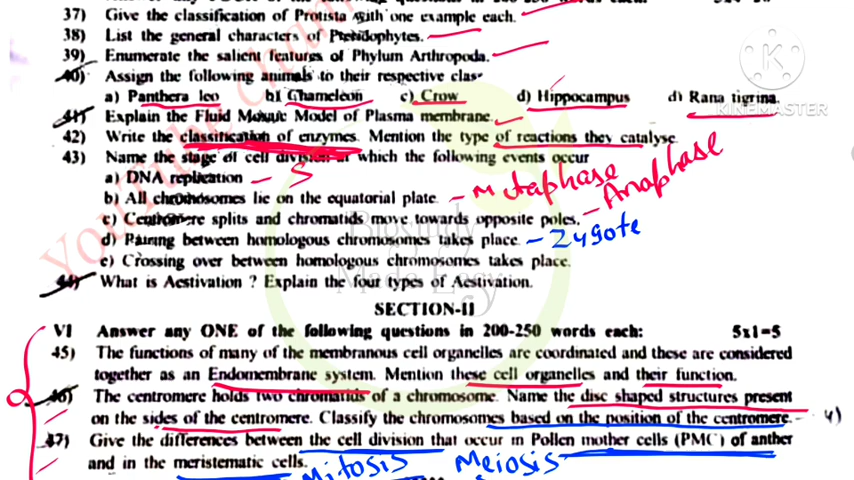 37) Give the classification of Protista with one example each.
38) List the general characters of Pteridophytes.
39) Enumerate the salient features of Phylum Arthropoda.
40) Assign the following animals to their respective clas
a) Panthera leo b) Chameleon c) Crow d) Hippocampus d) Rana tigrina.
41) Explain the Fluid Mosaic Model of Plasma membrane.
42) Write the classification of enzymes. Mention the type of reactions they catalyse.
43) Name the stage of cell division at which the following events occur
a) DNA replication - S
b) All chromosomes lie on the equatorial plate. - Metaphase
c) Centromere splits and chromatids move towards opposite poles. - Anaphase
d) Pairing between homologous chromosomes takes place. - Zygote
e) Crossing over between homologous chromosomes takes place.
44) What is Aestivation ? Explain the four types of Aestivation.
SECTION-II
VI Answer any ONE of the following questions in 200-250 words each: 5x1=5
45) The functions of many of the membranous cell organelles are coordinated and these are considered
together as an Endomembrane system. Mention these cell organelles and their function.
46) The centromere holds two chromatids of a chromosome. Name the disc shaped structures present
on the sides of the centromere. Classify the chromosomes based on the position of the centromere. - 4)
47) Give the differences between the cell division that occur in Pollen mother cells (PMC) of anther
and in the meristematic cells.
Mitosis Meiosis
YouTube the chann
Biostudy
Made Easy
K
KINEMASTER